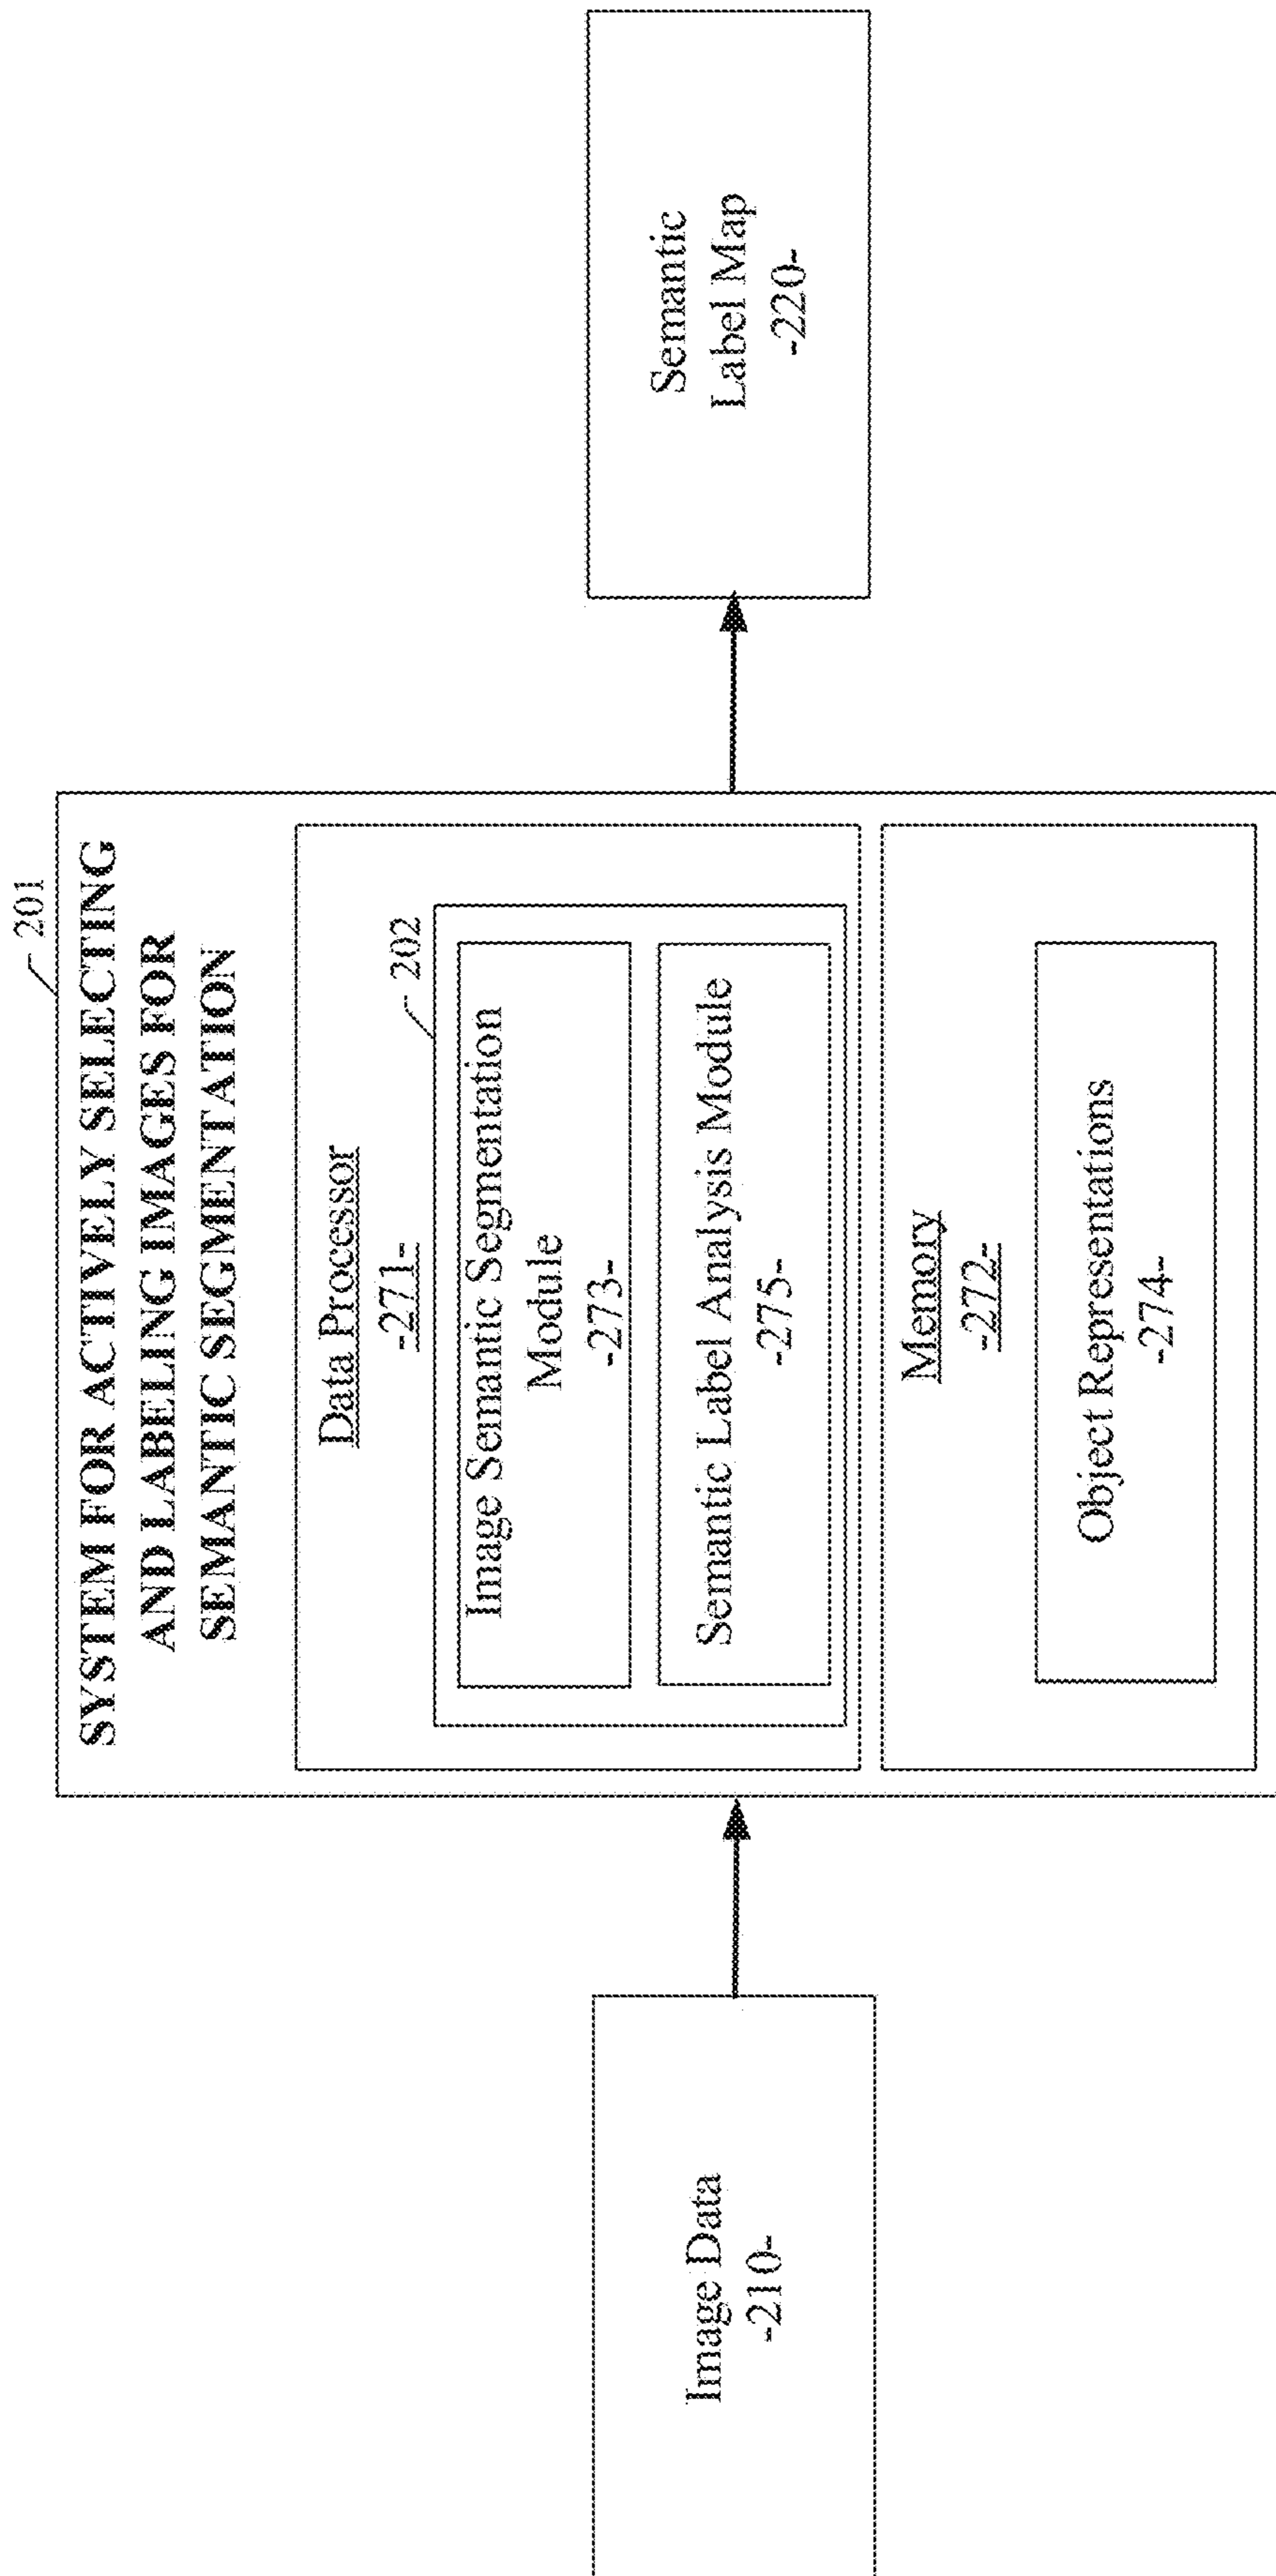 Image Data
-210-
201
SYSTEM FOR ACTIVELY SELECTING
AND LABELING IMAGES FOR
SEMANTIC SEGMENTATION
Data Processor
-271-
202
Image Semantic Segmentation
Module
-273-
Semantic Label Analysis Module
-275-
Memory
-272-
Object Representations
-274-
Semantic
Label Map
-220-